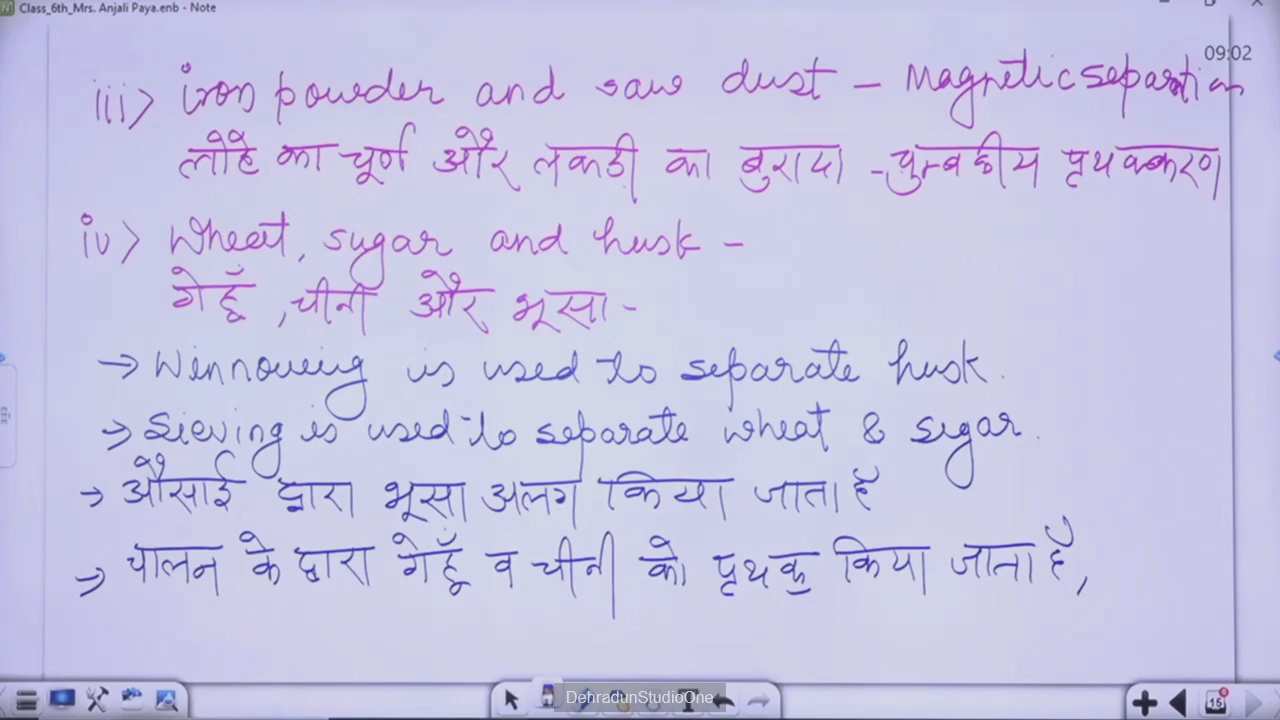 Class_6th_Mrs. Anjali Paya.enb - Note
09:02
iii> iron powder and saw dust - Magnetic separation
लोहे का चूर्ण और लकडी का बुरादा - चुम्बकीय पृथक्करण
iv> Wheat, sugar and husk -
गेहूँ, चीनी और भूसा -
→ Winnowing is used to separate husk.
→ Sieving is used to separate wheat & sugar.
→ औसाई द्वारा भूसा अलग किया जाता है
→ चालन के द्वारा गेहूँ व चीनी को पृथक् किया जाता है,
DehradunStudioOne
15